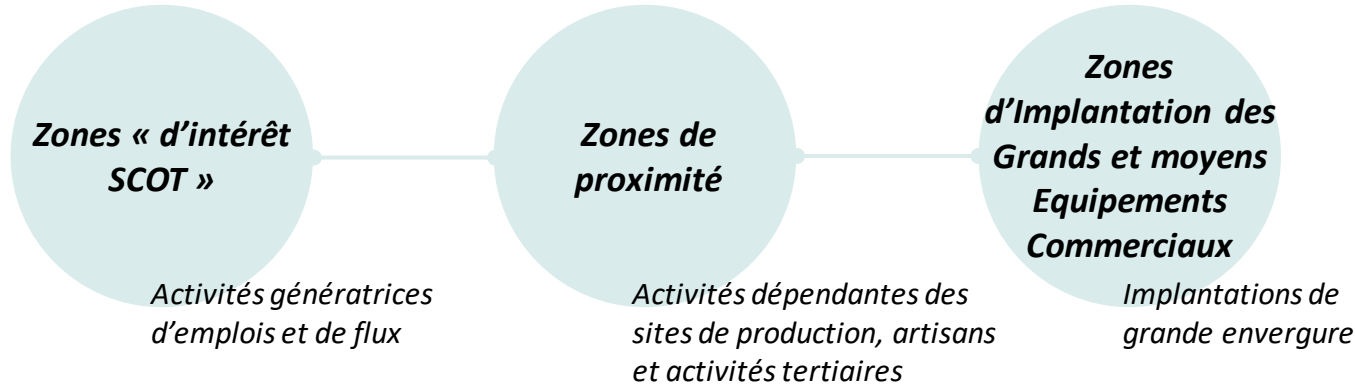 Zones « d’intérêt
SCOT »
Activités génératrices
d’emplois et de flux
Zones de
proximité
Activités dépendantes des
sites de production, artisans
et activités tertiaires
Zones
d’Implantation des
Grands et moyens
Equipements
Commerciaux
Implantations de
grande envergure